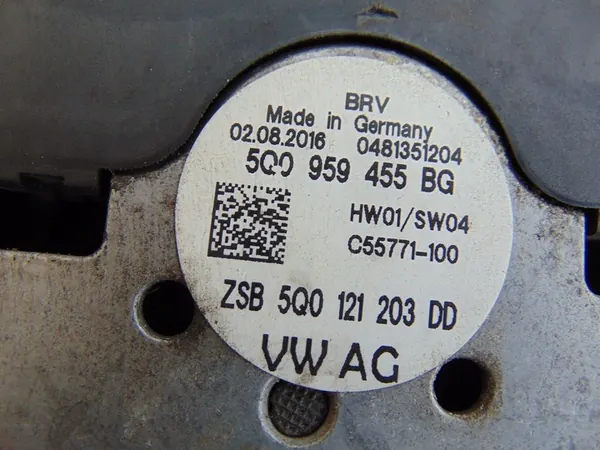 BRV
Made in Germany
02.08.2016 0481351204
5Q0 959 455 BG
HW01/SW04
C55771-100
ZSB 5Q0 121 203 DD
VW AG